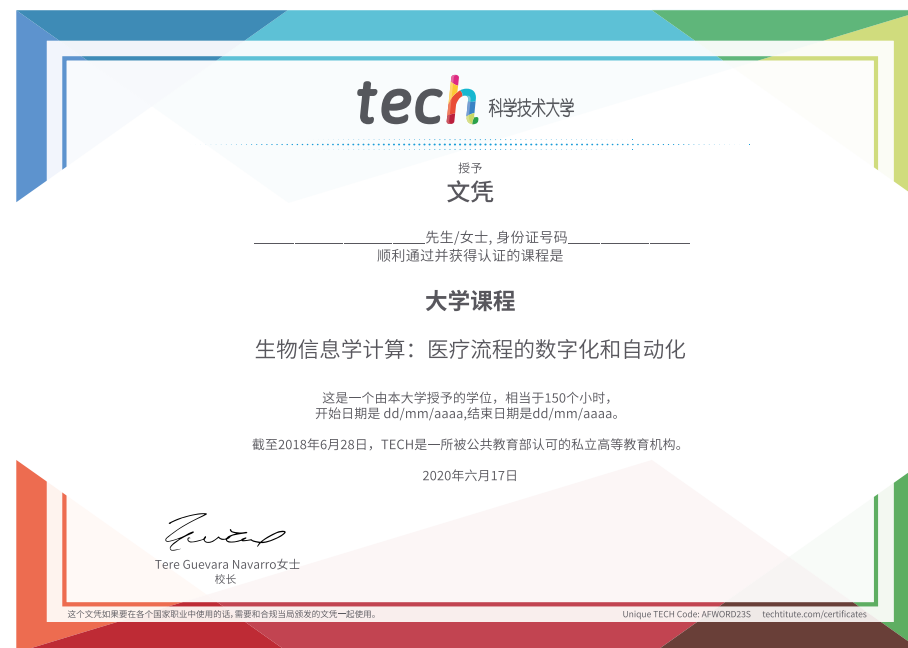 tech 科学技术大学
授予
文凭
____________________先生/女士, 身份证号码______________
顺利通过并获得认证的课程是
大学课程
生物信息学计算：医疗流程的数字化和自动化
这是一个由本大学授予的学位，相当于150个小时，
开始日期是 dd/mm/aaaa,结束日期是dd/mm/aaaa。
截至2018年6月28日，TECH是一所被公共教育部认可的私立高等教育机构。
2020年六月17日
Tere Guevara Navarro女士
校长
这个文凭如果要在各个国家职业中使用的话,需要和合规当局颁发的文凭一起使用。
Unique TECH Code: AFWORD23S techtitute.com/certificates